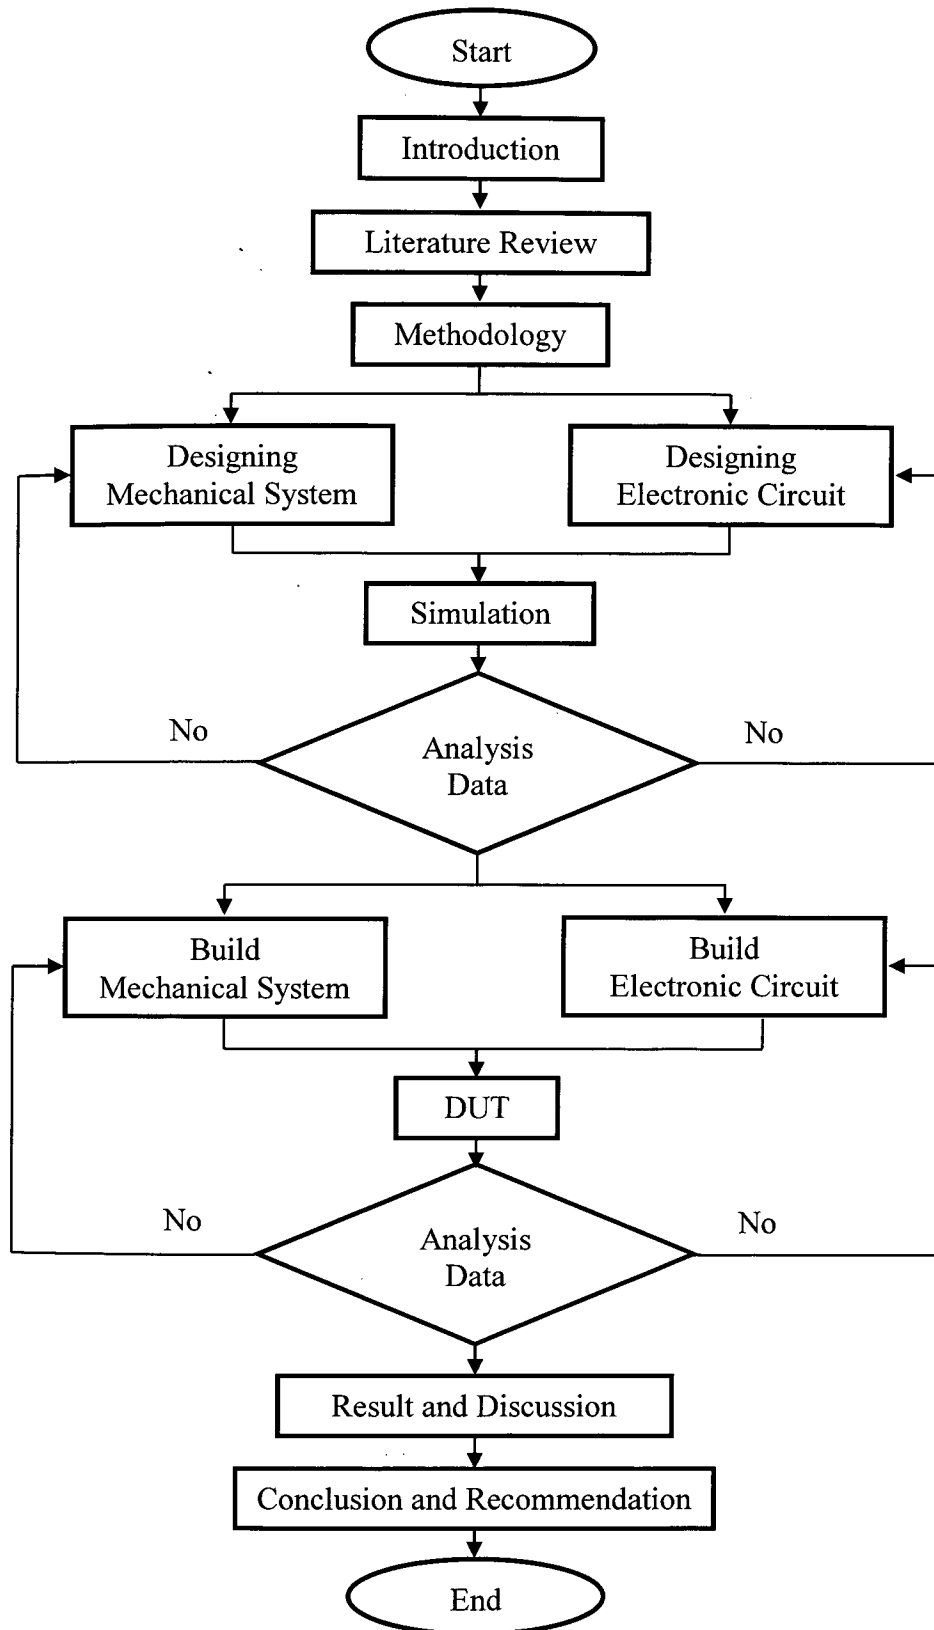 Start
Introduction
Literature Review
Methodology
Designing
Mechanical System
Designing
Electronic Circuit
Simulation
No
Analysis
Data
No
Build
Mechanical System
Build
Electronic Circuit
DUT
No
Analysis
Data
No
Result and Discussion
Conclusion and Recommendation
End